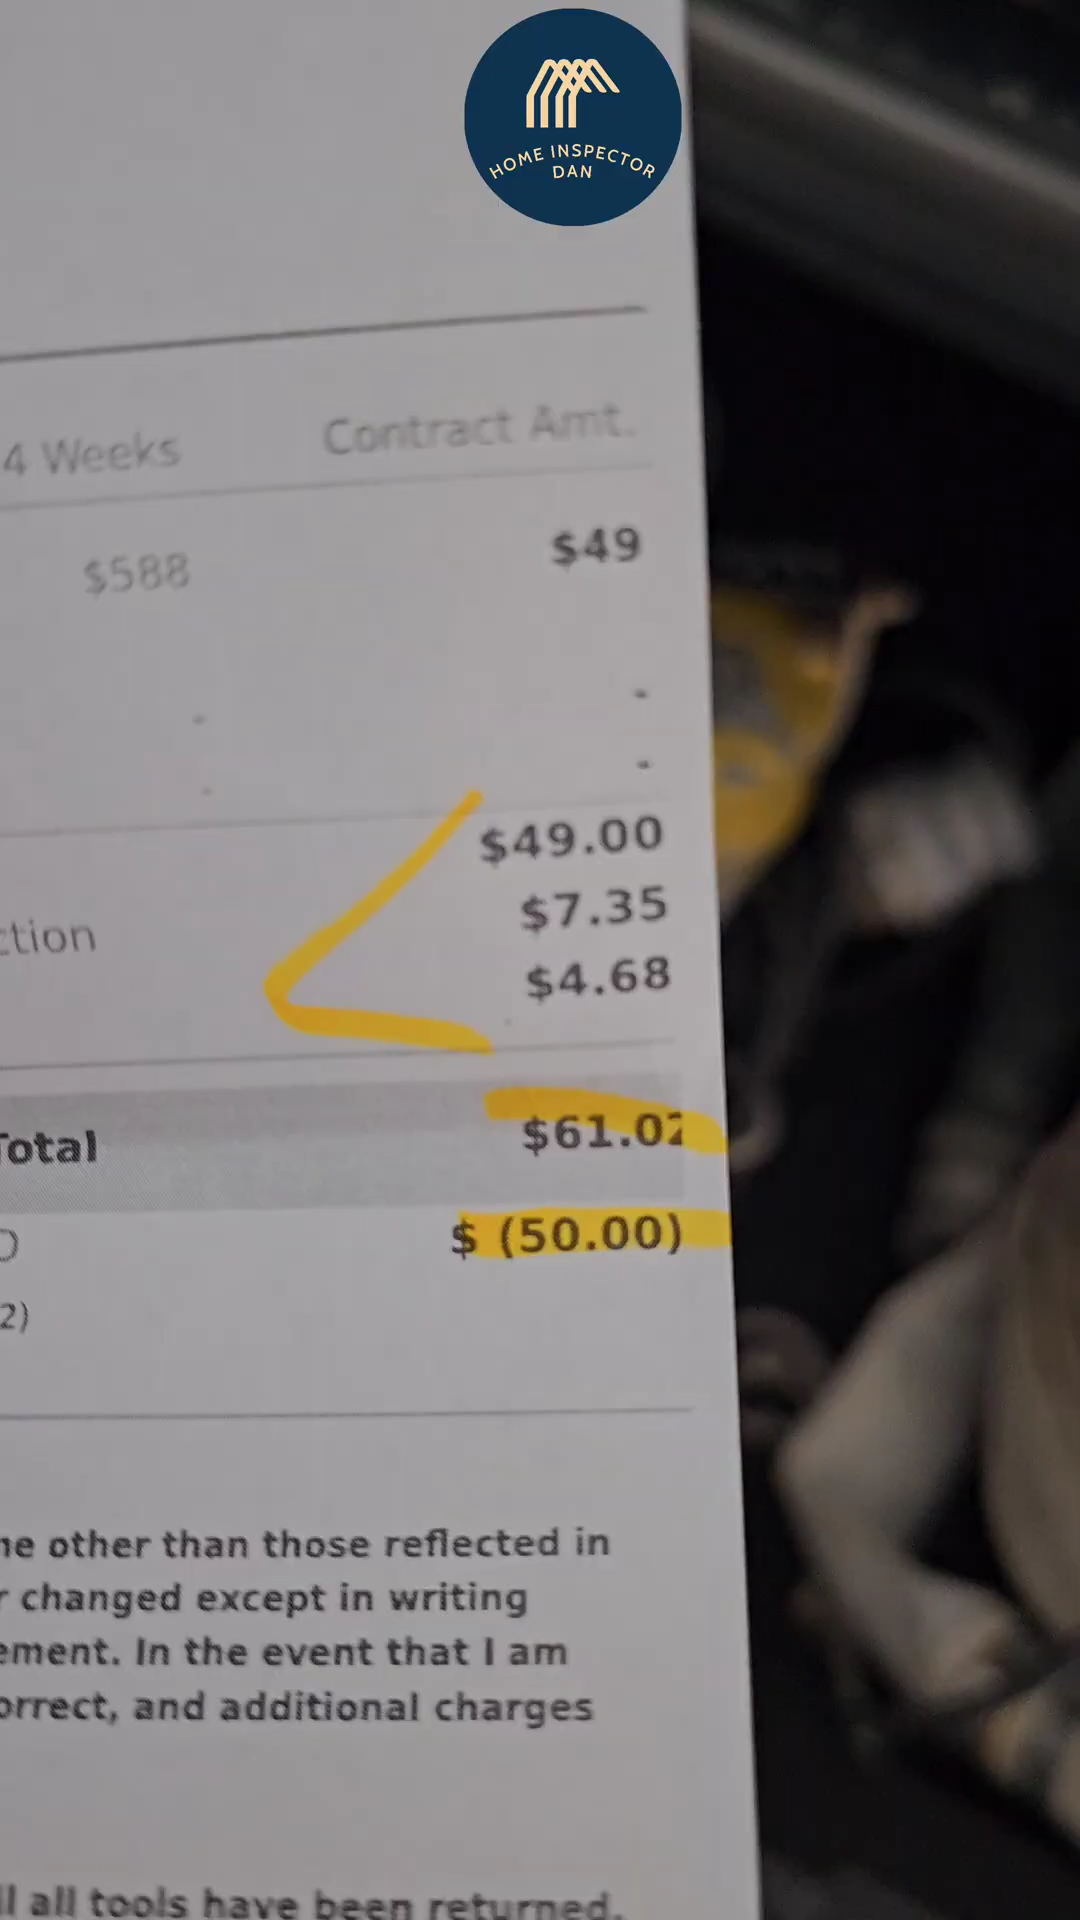 HOME INSPECTOR
DAN
4 Weeks Contract Amt.
$588 $49
- -
- -
$49.00
ction $7.35
$4.68
Total $61.02
$ (50.00)
2)
ne other than those reflected in
r changed except in writing
ement. In the event that I am
orrect, and additional charges
ll all tools have been returned.